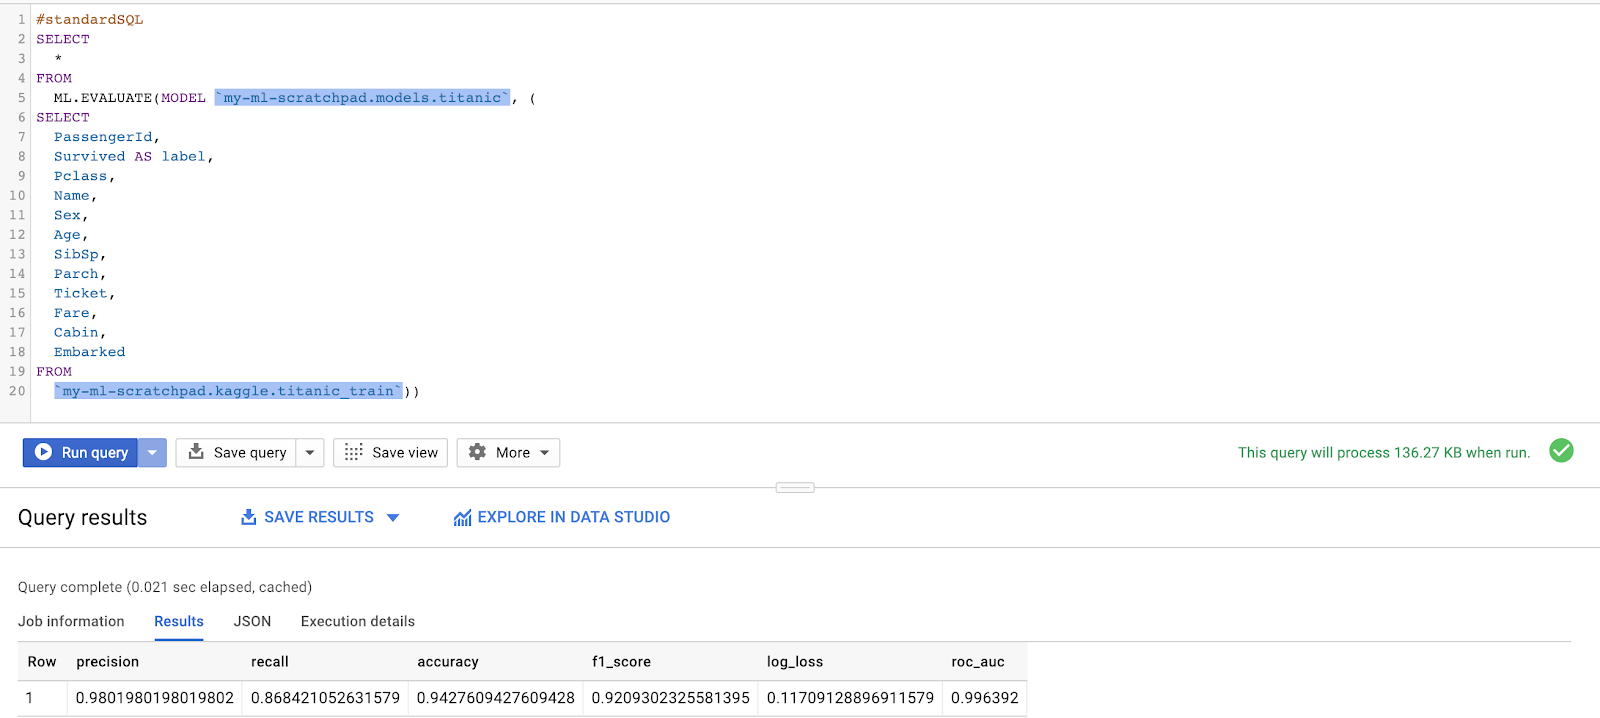 1 #standardSQL
2 SELECT
3 *
4 FROM
5 ML.EVALUATE(MODEL `my-ml-scratchpad.models.titanic`, (
6 SELECT
7 PassengerId,
8 Survived AS label,
9 Pclass,
10 Name,
11 Sex,
12 Age,
13 SibSp,
14 Parch,
15 Ticket,
16 Fare,
17 Cabin,
18 Embarked
19 FROM
20 `my-ml-scratchpad.kaggle.titanic_train`))
Run query Save query Save view More This query will process 136.27 KB when run.
Query results SAVE RESULTS EXPLORE IN DATA STUDIO
Query complete (0.021 sec elapsed, cached)
Job information Results JSON Execution details
Row precision recall accuracy f1_score log_loss roc_auc
1 0.9801980198019802 0.868421052631579 0.9427609427609428 0.9209302325581395 0.11709128896911579 0.996392